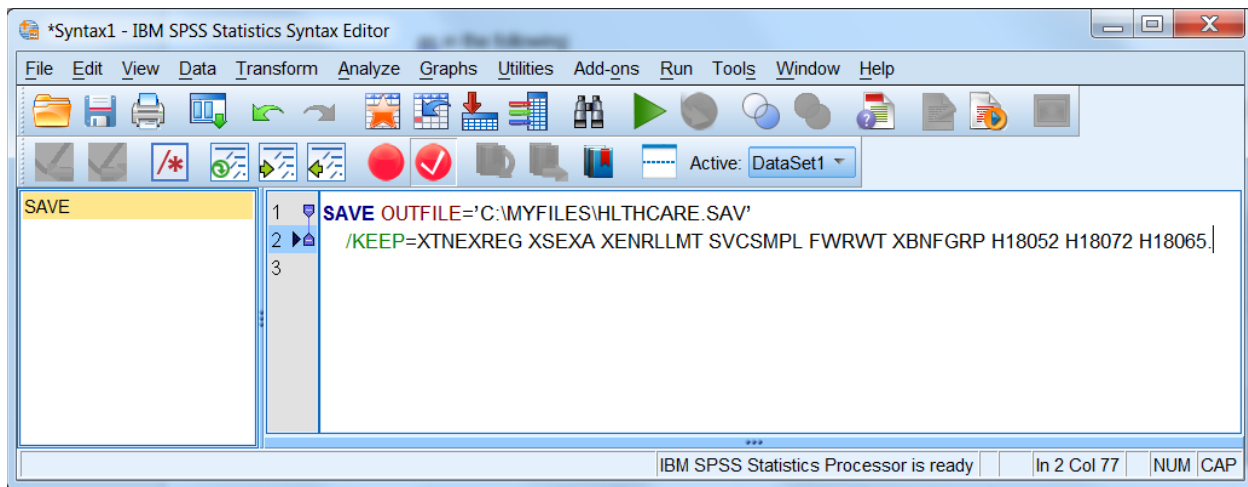 *Syntax1 - IBM SPSS Statistics Syntax Editor
File Edit View Data Transform Analyze Graphs Utilities Add-ons Run Tools Window Help
Active: DataSet1
SAVE
1 SAVE OUTFILE='C:\MYFILES\HLTHCARE.SAV'
2 /KEEP=XTNEXREG XSEXA XENRLLMT SVCSMPL FWRWT XBNFGRP H18052 H18072 H18065.
3
IBM SPSS Statistics Processor is ready In 2 Col 77 NUM CAP